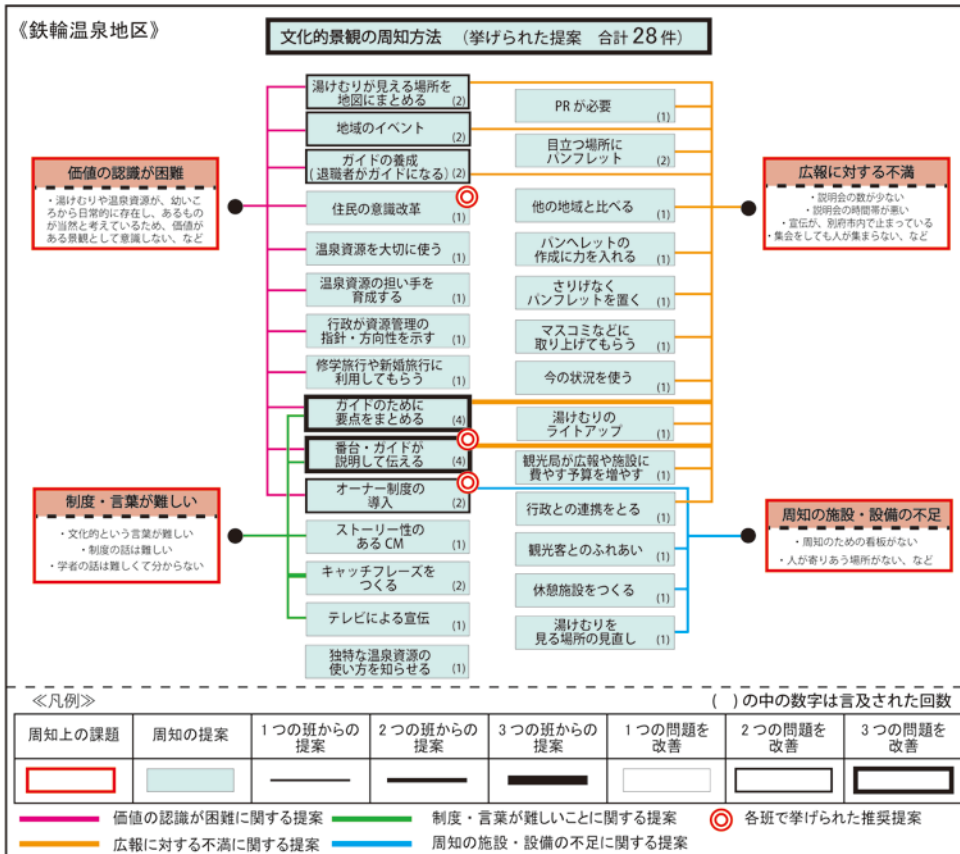 《鉄輪温泉地区》
文化的景観の周知方法 (挙げられた提案 合計 28 件)
価値の認識が困難
・湯けむりや温泉資源が、幼いこ
ろから日常的に存在し、あるもの
が当然と考えているため、価値が
ある景観として意識しない、など
制度・言葉が難しい
・文化的という言葉が難しい
・制度の話は難しい
・学者の話は難しくて分からない
湯けむりが見える場所を
地図にまとめる (2)
地域のイベント (2)
ガイドの養成
(退職者がガイドになる) (2)
住民の意識改革 (1)
温泉資源を大切に使う (1)
温泉資源の担い手を
育成する (1)
行政が資源管理の
指針・方向性を示す (1)
修学旅行や新婚旅行に
利用してもらう (1)
ガイドのために
要点をまとめる (4)
番台・ガイドが
説明して伝える (4)
オーナー制度の
導入 (2)
ストーリー性の
ある CM (1)
キャッチフレーズを
つくる (2)
テレビによる宣伝 (1)
独特な温泉資源の
使い方を知らせる (1)
PR が必要 (1)
目立つ場所に
パンフレット (2)
他の地域と比べる (1)
パンヘレットの
作成に力を入れる (1)
さりげなく
パンフレットを置く (1)
マスコミなどに
取り上げてもらう (1)
今の状況を使う (1)
湯けむりの
ライトアップ (1)
観光局が広報や施設に
費やす予算を増やす (1)
行政との連携をとる (1)
観光客とのふれあい (1)
休憩施設をつくる (1)
湯けむりを
見る場所の見直し (1)
広報に対する不満
・説明会の数が少ない
・説明会の時間帯が悪い
・宣伝が、別府市内で止まっている
・集会をしても人が集まらない、など
周知の施設・設備の不足
・周知のための看板がない
・人が寄りあう場所がない、など
≪凡例≫
( ) の中の数字は言及された回数
周知上の課題
周知の提案
1 つの班からの
提案
2 つの班からの
提案
3 つの班からの
提案
1 つの問題を
改善
2 つの問題を
改善
3 つの問題を
改善
価値の認識が困難に関する提案
制度・言葉が難しいことに関する提案
各班で挙げられた推奨提案
広報に対する不満に関する提案
周知の施設・設備の不足に関する提案